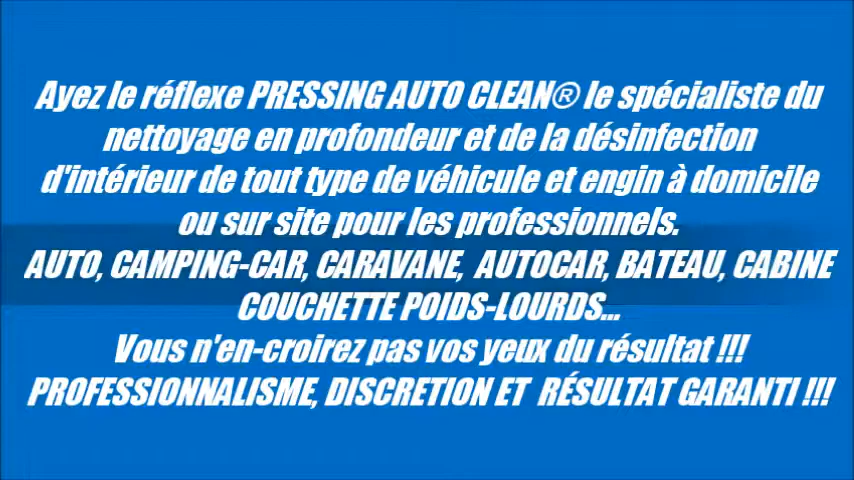 Ayez le réflexe PRESSING AUTO CLEAN® le spécialiste du
nettoyage en profondeur et de la désinfection
d'intérieur de tout type de véhicule et engin à domicile
ou sur site pour les professionnels.
AUTO, CAMPING-CAR, CARAVANE, AUTOCAR, BATEAU, CABINE
COUCHETTE POIDS-LOURDS...
Vous n'en-croirez pas vos yeux du résultat !!!
PROFESSIONNALISME, DISCRETION ET RÉSULTAT GARANTI !!!